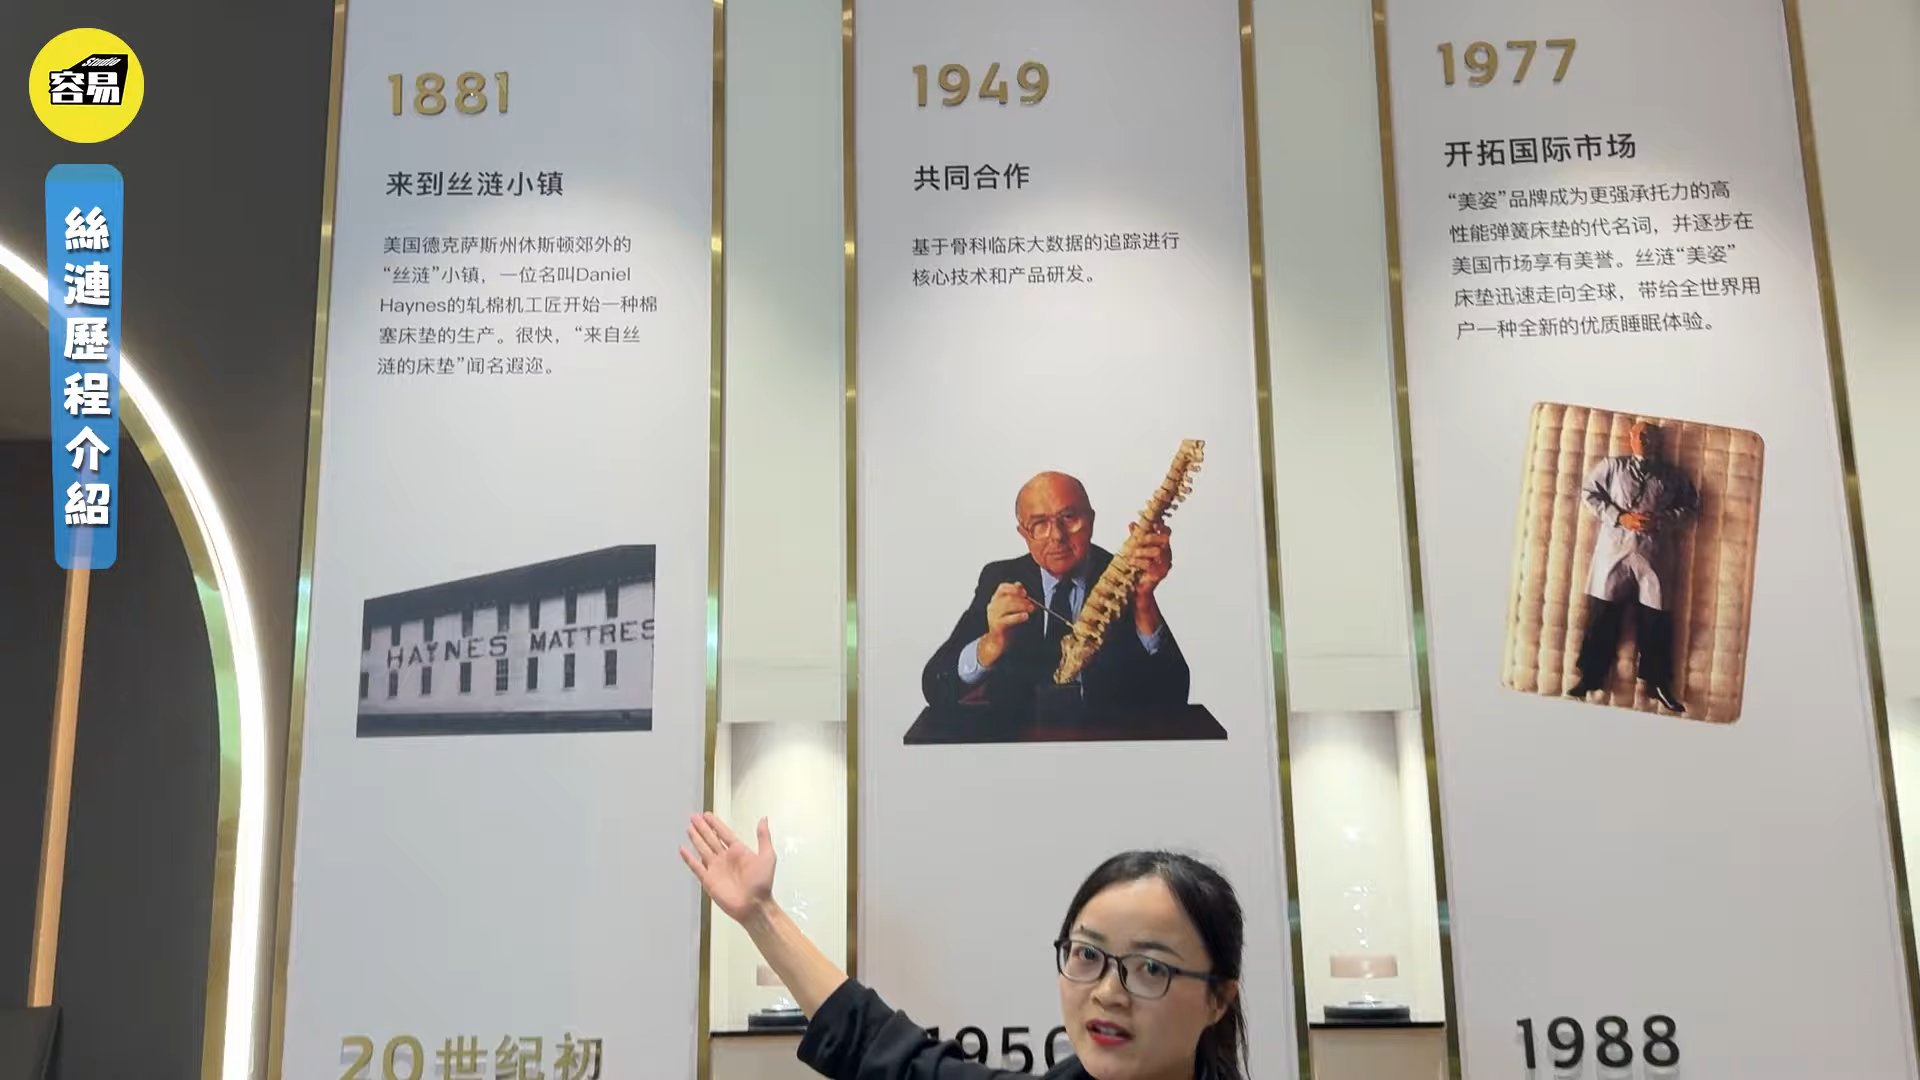 Studio
容易
絲漣歷程介紹
1881
来到丝涟小镇
美国德克萨斯州休斯顿郊外的
“丝涟”小镇，一位名叫Daniel
Haynes的轧棉机工匠开始一种棉
塞床垫的生产。很快，“来自丝
涟的床垫”闻名遐迩。
HAYNES MATTRES
20世纪初
1949
共同合作
基于骨科临床大数据的追踪进行
核心技术和产品研发。
1950
1977
开拓国际市场
“美姿”品牌成为更强承托力的高
性能弹簧床垫的代名词，并逐步在
美国市场享有美誉。丝涟“美姿”
床垫迅速走向全球，带给全世界用
户一种全新的优质睡眠体验。
1988